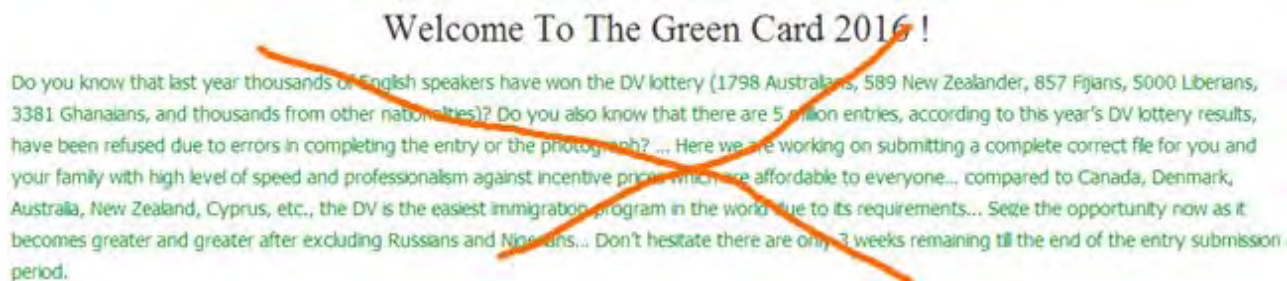 Welcome To The Green Card 2016 !
Do you know that last year thousands of English speakers have won the DV lottery (1798 Australians, 589 New Zealander, 857 Fijians, 5000 Liberians,
3381 Ghanaians, and thousands from other nationalties)? Do you also know that there are 5 million entries, according to this year's DV lottery results,
have been refused due to errors in completing the entry or the photograph? ... Here we are working on submitting a complete correct file for you and
your family with high level of speed and professionalism against incentive prices which are affordable to everyone... compared to Canada, Denmark,
Australia, New Zealand, Cyprus, etc., the DV is the easiest immigration program in the world due to its requirements... Seize the opportunity now as it
becomes greater and greater after excluding Russians and Nigerians... Don't hesitate there are only 3 weeks remaining till the end of the entry submission
period.